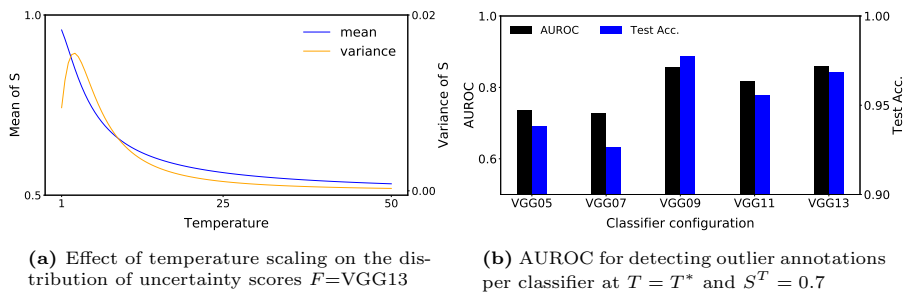 1.0
0.5
Mean of S
mean
variance
0.02
0.00
Variance of S
1
25
50
Temperature
(a) Effect of temperature scaling on the dis-
tribution of uncertainty scores F=VGG13
AUROC
Test Acc.
1.0
0.8
0.6
AUROC
1.00
0.95
0.90
Test Acc.
VGG05 VGG07 VGG09 VGG11 VGG13
Classifier configuration
(b) AUROC for detecting outlier annotations
per classifier at T = T* and S^T = 0.7